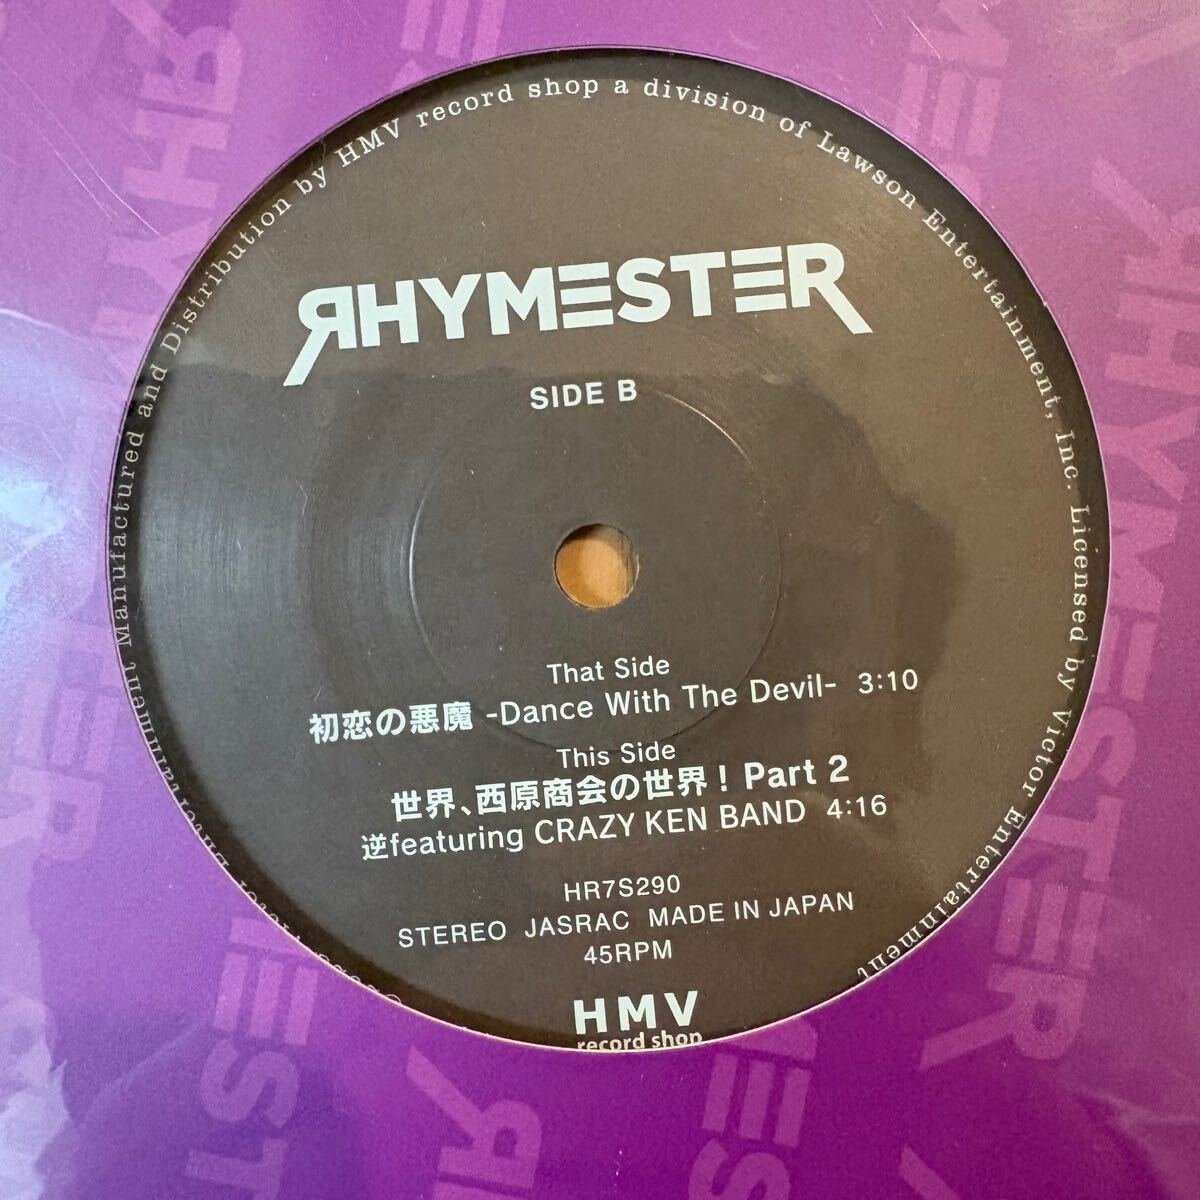 Manufactured and Distribution by HMV record shop a division of Lawson Entertainment, Inc. Licensed by Victor Entertainment
RHYMESTER
SIDE B
That Side
初恋の悪魔 -Dance With The Devil- 3:10
This Side
世界、西原商会の世界！ Part 2
逆featuring CRAZY KEN BAND 4:16
HR7S290
STEREO JASRAC MADE IN JAPAN
45RPM
HMV
record shop